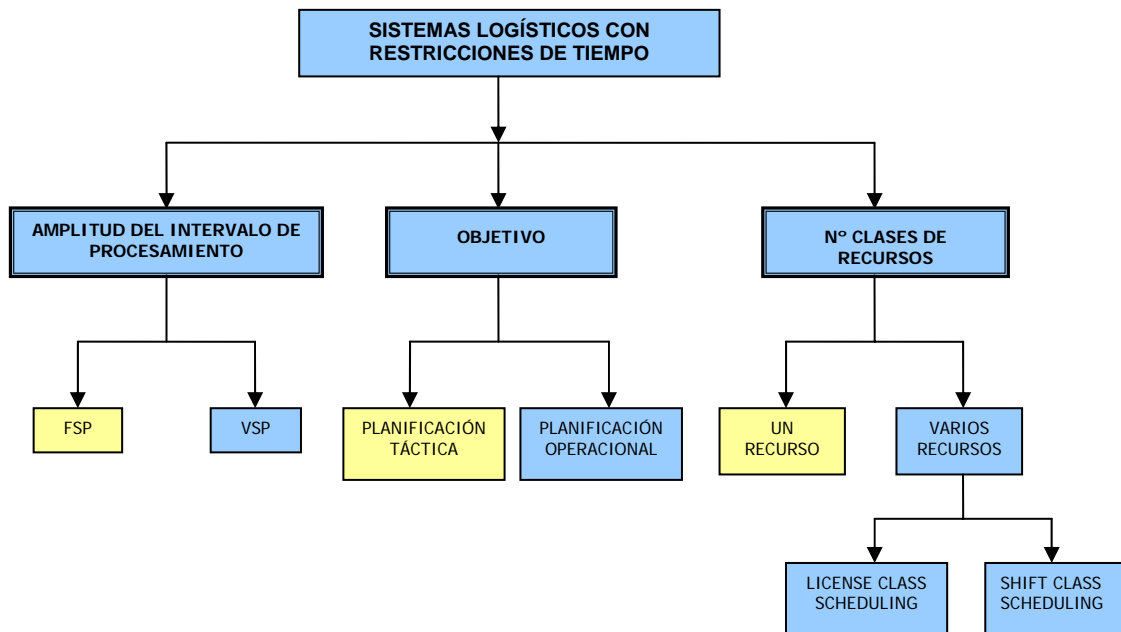 SISTEMAS LOGÍSTICOS CON
RESTRICCIONES DE TIEMPO
AMPLITUD DEL INTERVALO DE
PROCESAMIENTO
OBJETIVO
Nº CLASES DE
RECURSOS
FSP
VSP
PLANIFICACIÓN
TÁCTICA
PLANIFICACIÓN
OPERACIONAL
UN
RECURSO
VARIOS
RECURSOS
LICENSE CLASS
SCHEDULING
SHIFT CLASS
SCHEDULING